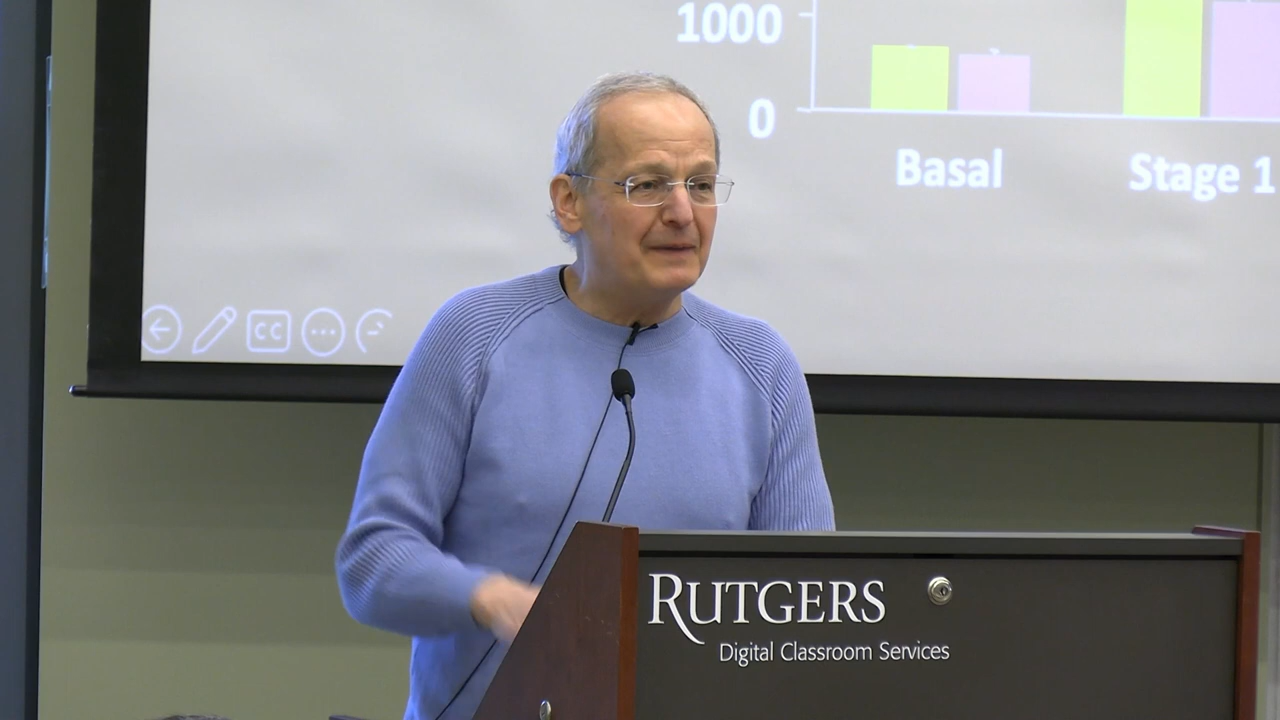 1000
0
Basal
Stage 1
CC
RUTGERS
Digital Classroom Services